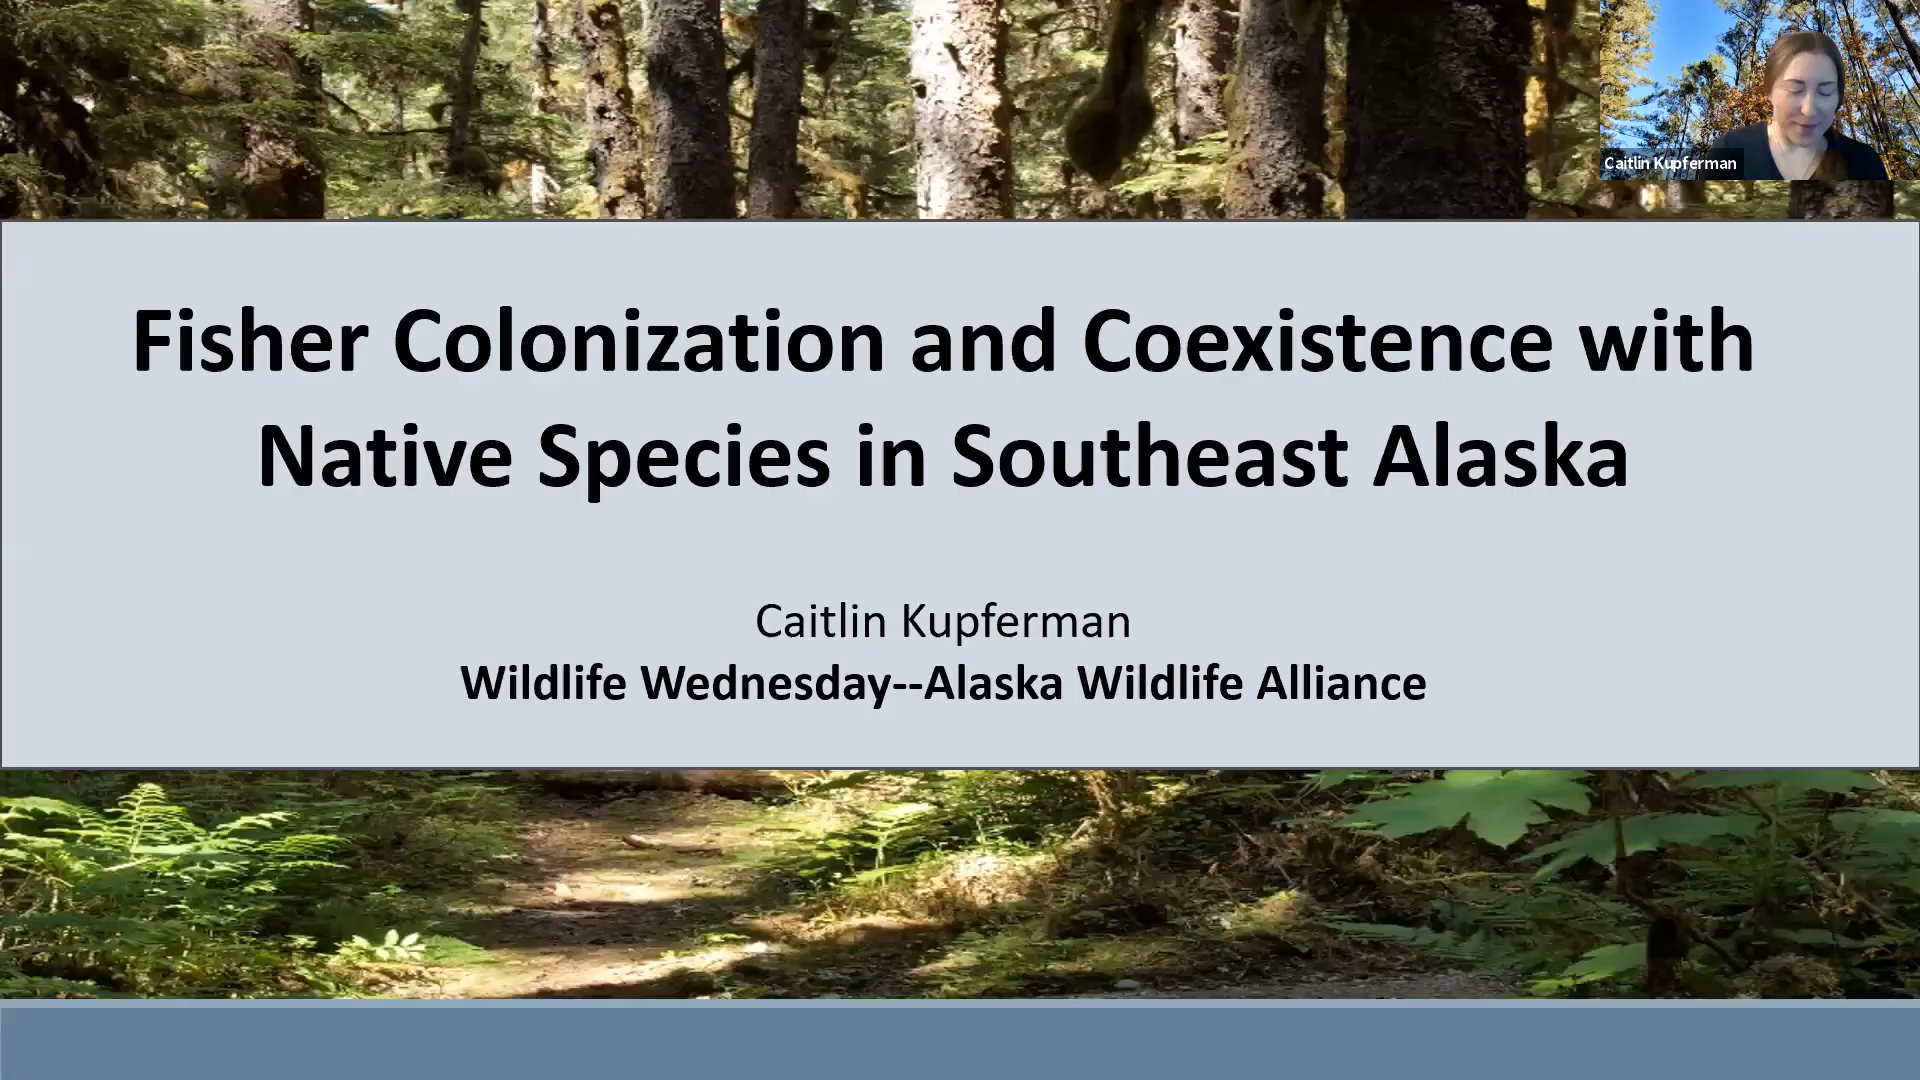 Caitlin Kupferman
Fisher Colonization and Coexistence with
Native Species in Southeast Alaska
Caitlin Kupferman
Wildlife Wednesday--Alaska Wildlife Alliance